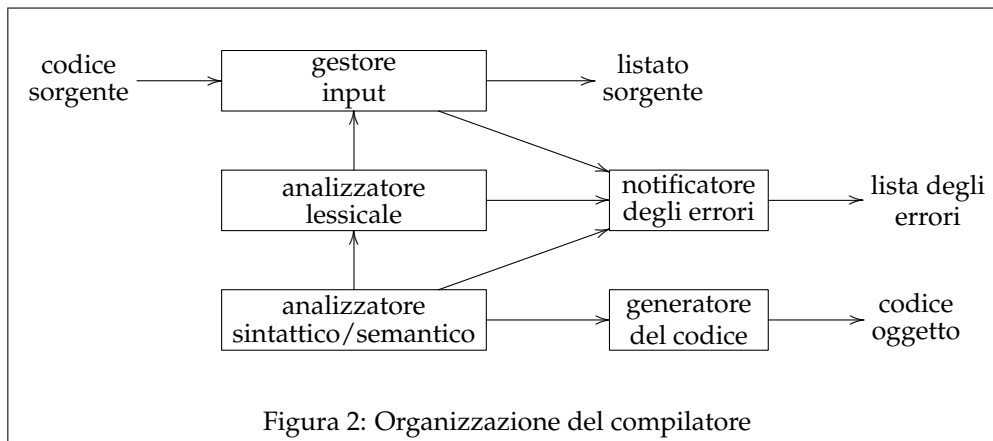 codice
sorgente
gestore
input
listato
sorgente
analizzatore
lessicale
notificatore
degli errori
lista degli
errori
analizzatore
sintattico/semantico
generatore
del codice
codice
oggetto
Figura 2: Organizzazione del compilatore